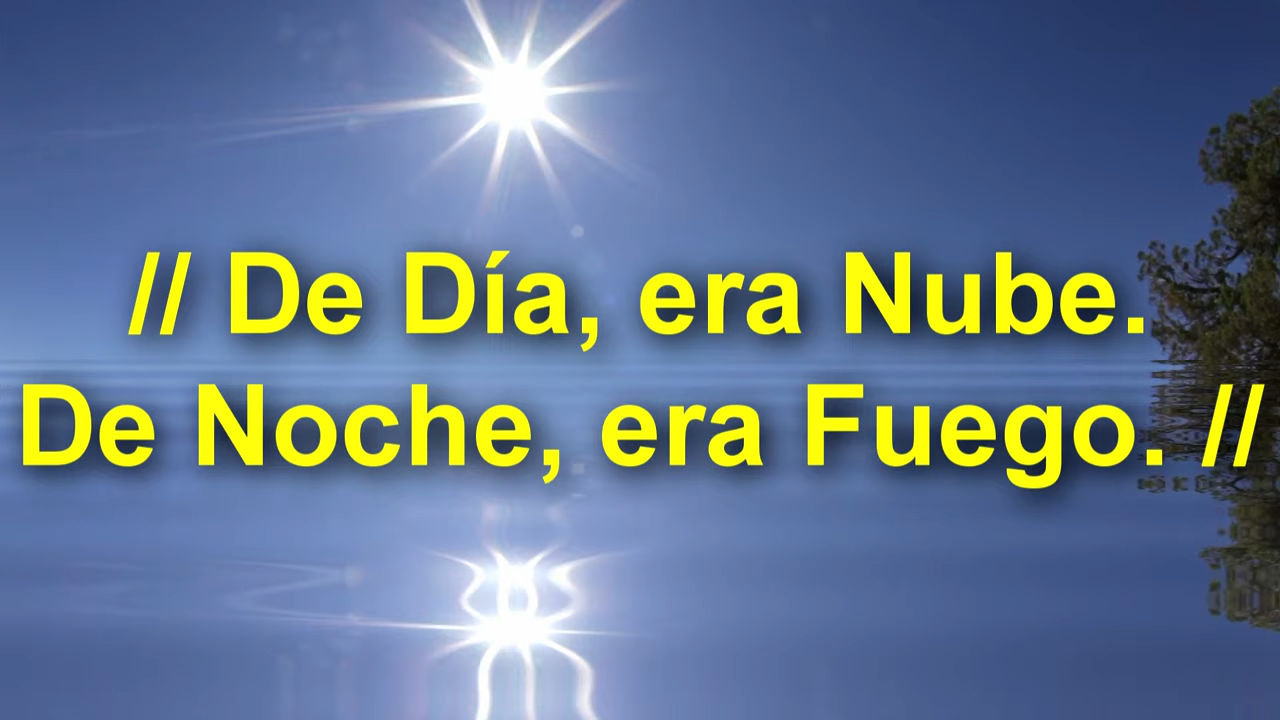 // De Día, era Nube.
De Noche, era Fuego. //